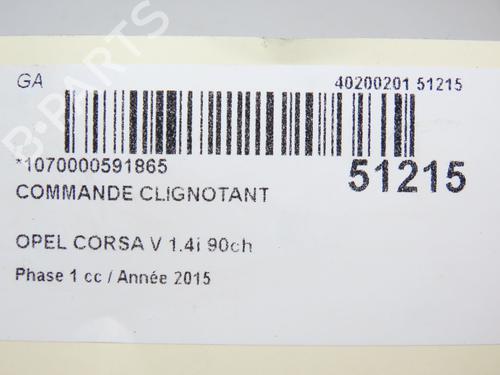 GA
40200201 51215
*1070000591865
51215
COMMANDE CLIGNOTANT
OPEL CORSA V 1.4i 90ch
Phase 1 cc / Année 2015
B-PARTS